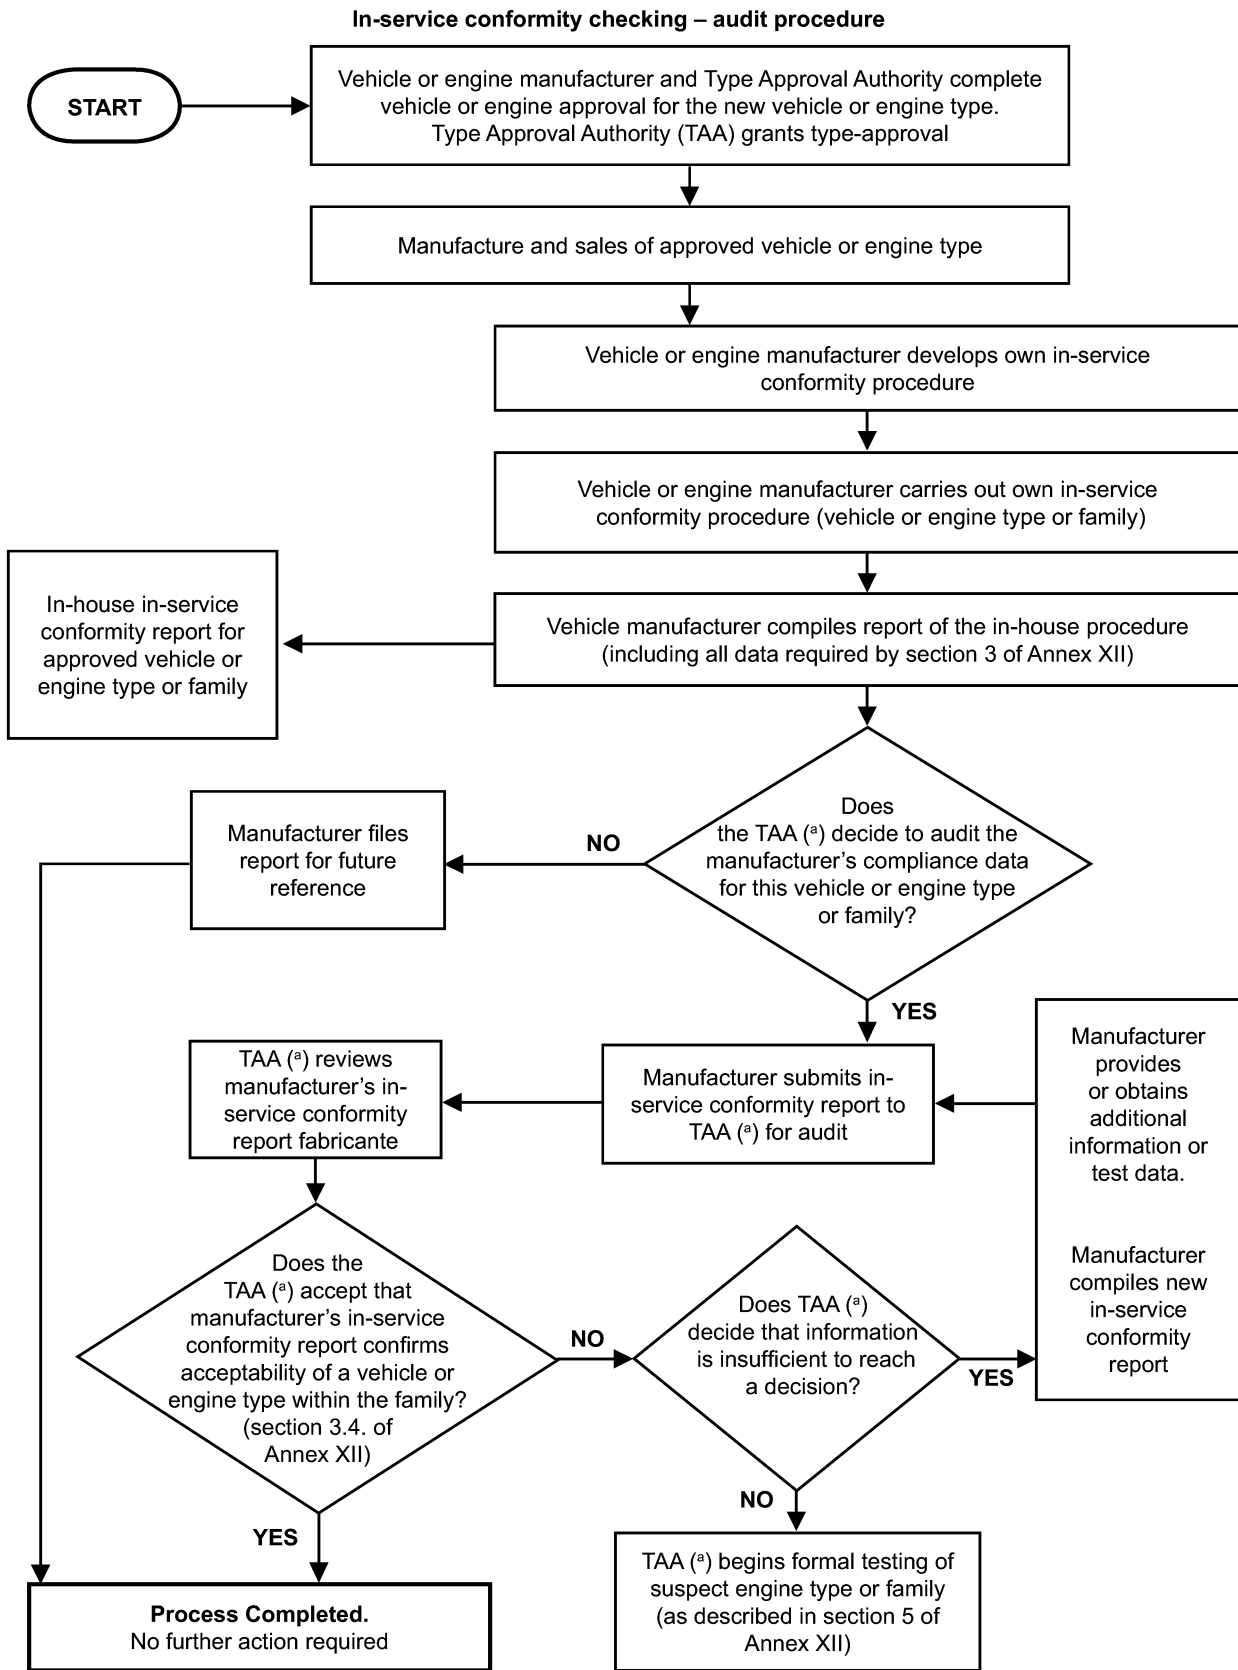 In-service conformity checking – audit procedure
START
Vehicle or engine manufacturer and Type Approval Authority complete
vehicle or engine approval for the new vehicle or engine type.
Type Approval Authority (TAA) grants type-approval
Manufacture and sales of approved vehicle or engine type
Vehicle or engine manufacturer develops own in-service
conformity procedure
Vehicle or engine manufacturer carries out own in-service
conformity procedure (vehicle or engine type or family)
In-house in-service
conformity report for
approved vehicle or
engine type or family
Vehicle manufacturer compiles report of the in-house procedure
(including all data required by section 3 of Annex XII)
Does
the TAA (ª) decide to audit the
manufacturer’s compliance data
for this vehicle or engine type
or family?
NO
Manufacturer files
report for future
reference
YES
Manufacturer submits in-
service conformity report to
TAA (ª) for audit
TAA (ª) reviews
manufacturer’s in-
service conformity
report fabricante
Manufacturer
provides
or obtains
additional
information or
test data.
Manufacturer
compiles new
in-service
conformity
report
Does the
TAA (ª) accept that
manufacturer’s in-service
conformity report confirms
acceptability of a vehicle or
engine type within the family?
(section 3.4. of
Annex XII)
NO
Does TAA (ª)
decide that information
is insufficient to reach
a decision?
YES
NO
YES
TAA (ª) begins formal testing of
suspect engine type or family
(as described in section 5 of
Annex XII)
Process Completed.
No further action required